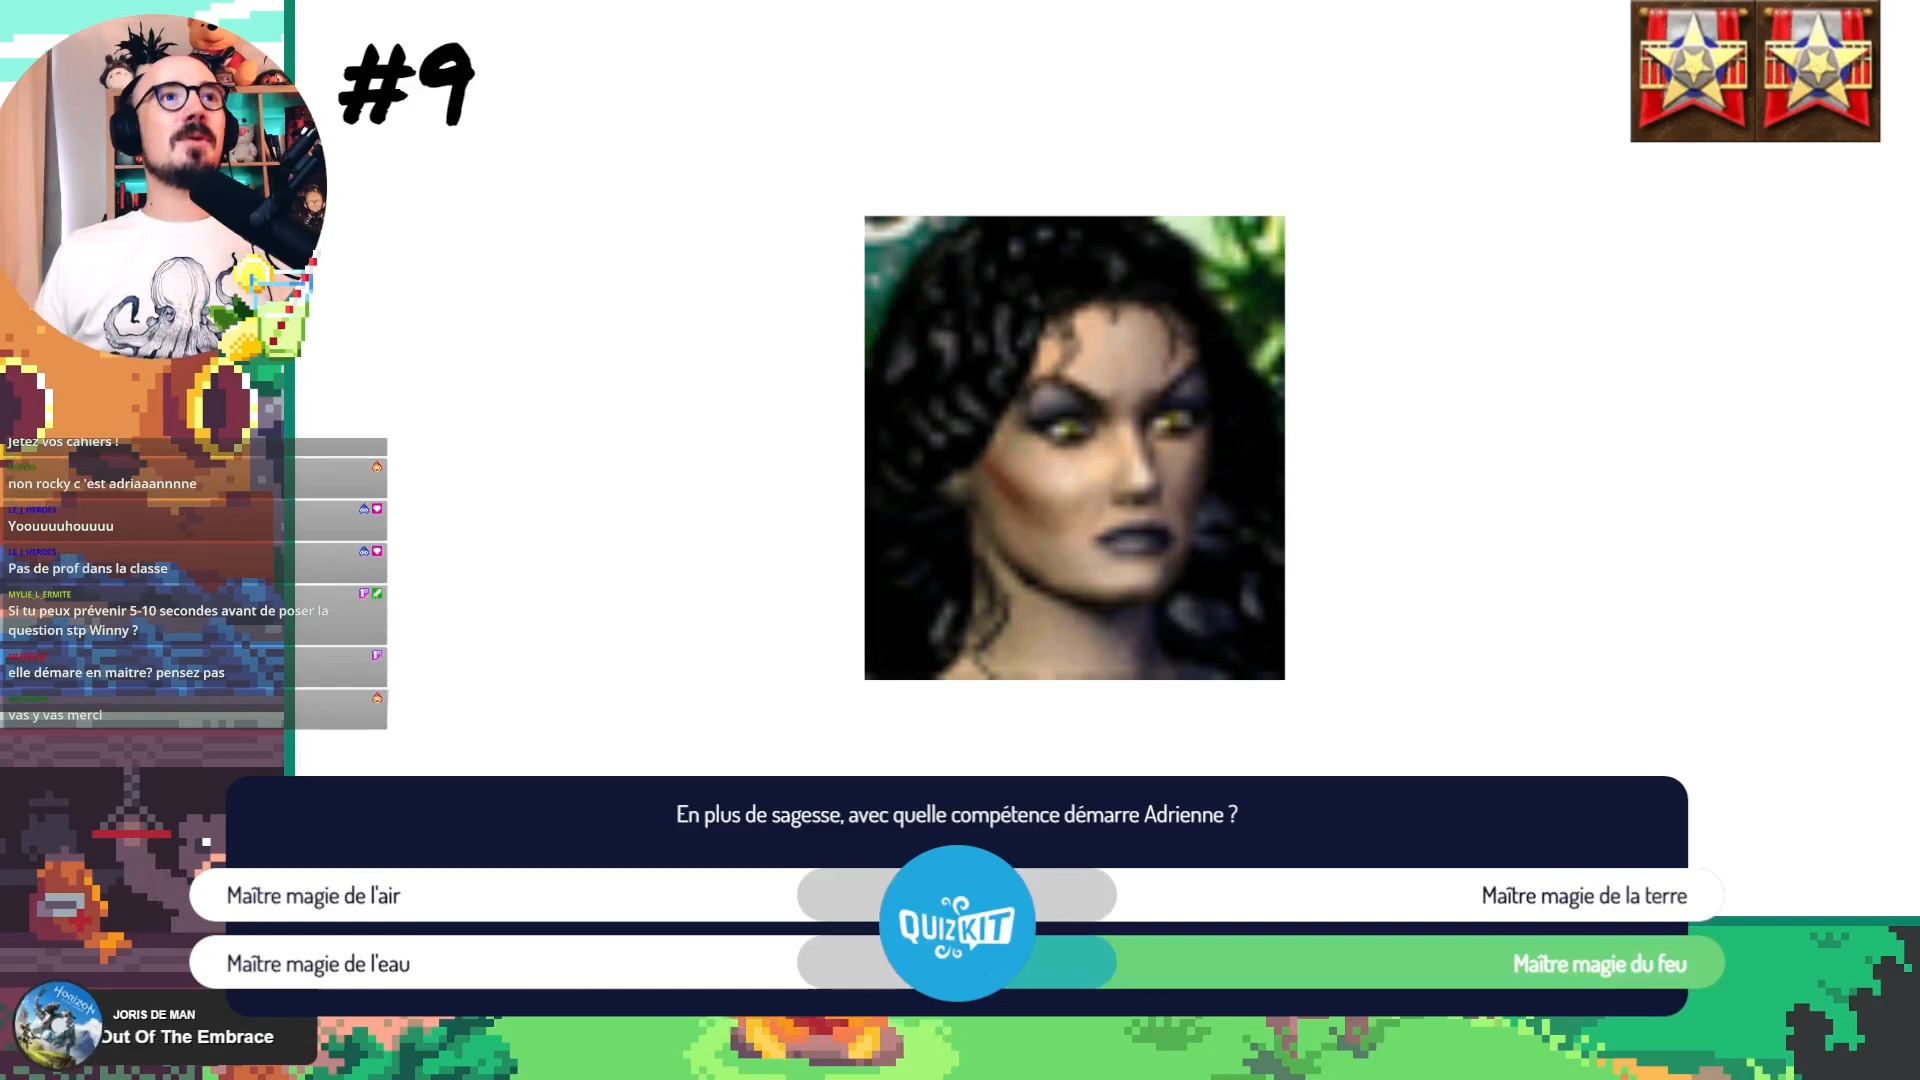 #9
Jetez vos cahiers !
non rocky c 'est adriaaannnne
LE_J_HEROES
Yoouuuuhouuuu
LE_J_HEROES
Pas de prof dans la classe
MYLIE_L_ERMITE
Si tu peux prévenir 5-10 secondes avant de poser la
question stp Winny ?
elle démare en maitre? pensez pas
vas y vas merci
En plus de sagesse, avec quelle compétence démarre Adrienne ?
Maître magie de l'air
Maître magie de la terre
QUIZKIT
Maître magie de l'eau
Maître magie du feu
HORIZON
JORIS DE MAN
Out Of The Embrace